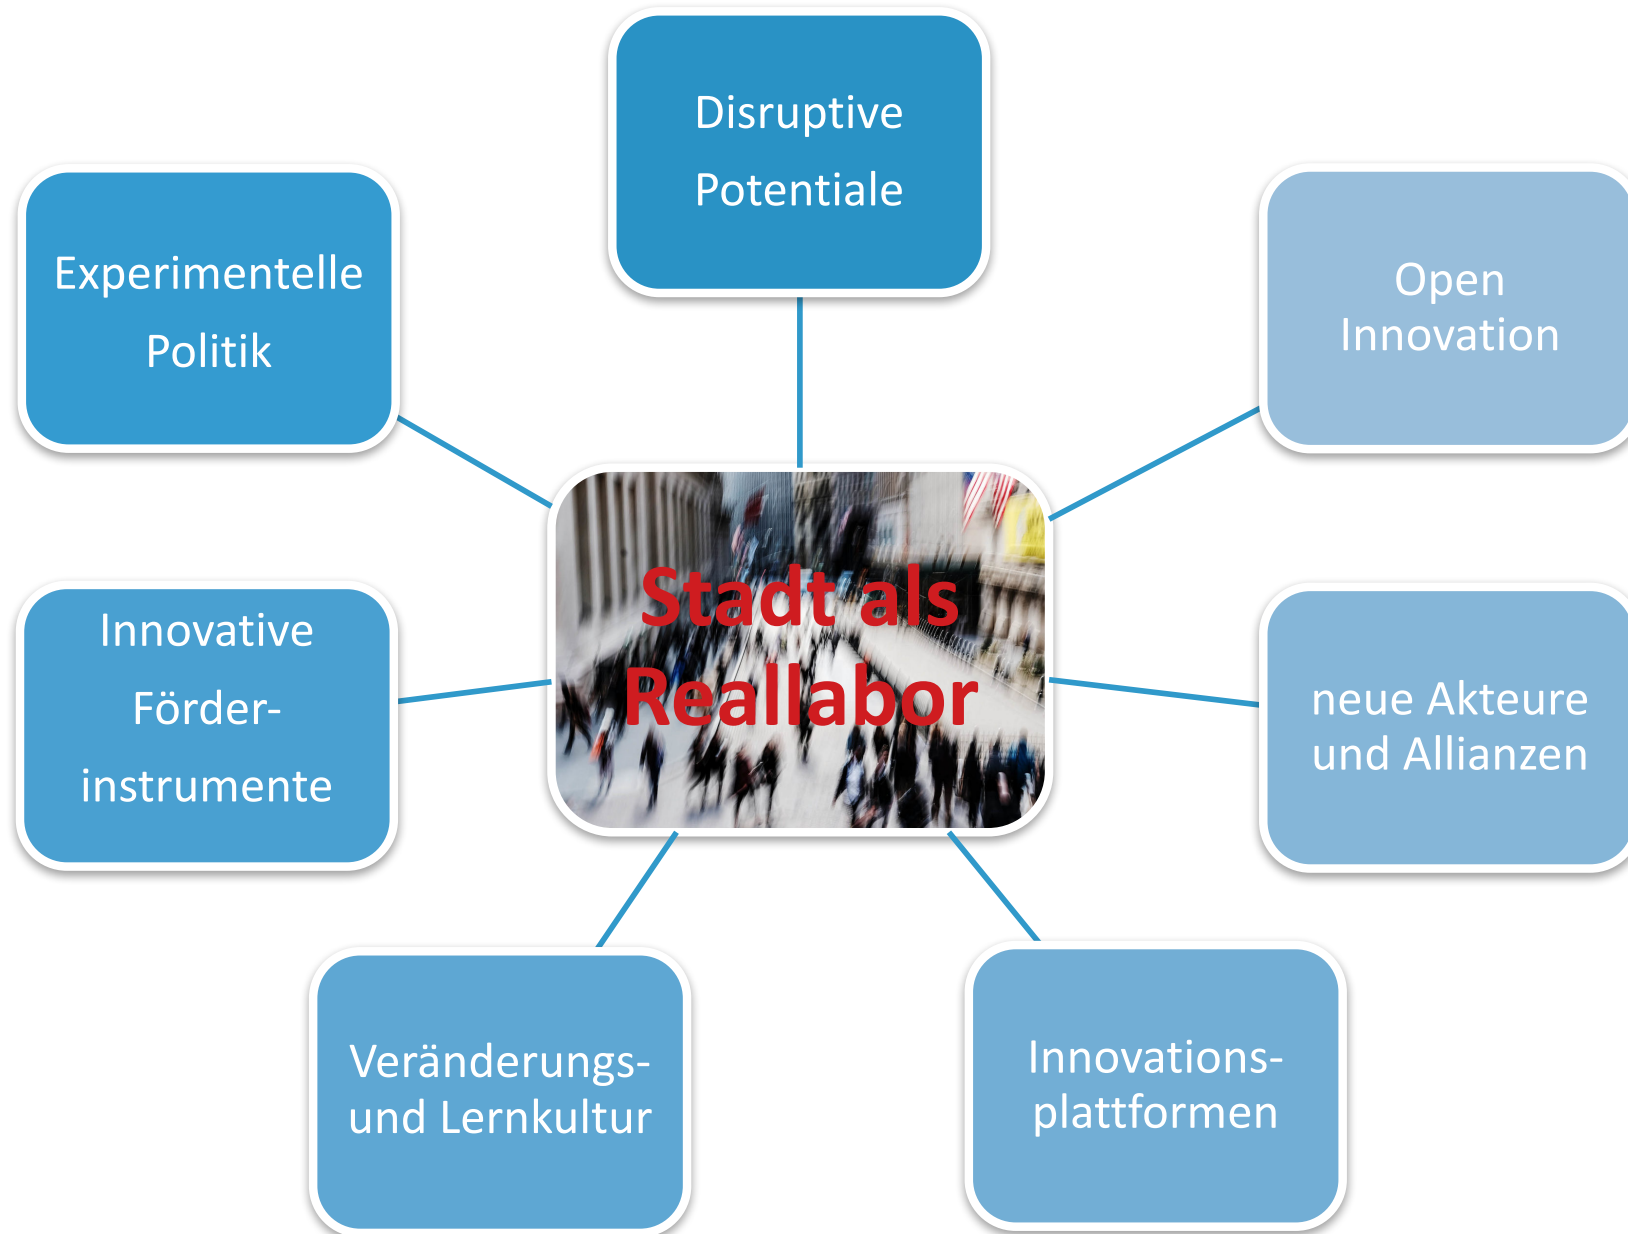 Disruptive
Potentiale
Experimentelle
Politik
Open
Innovation
Stadt als
Reallabor
Innovative
Förder-
instrumente
neue Akteure
und Allianzen
Veränderungs-
und Lernkultur
Innovations-
plattformen